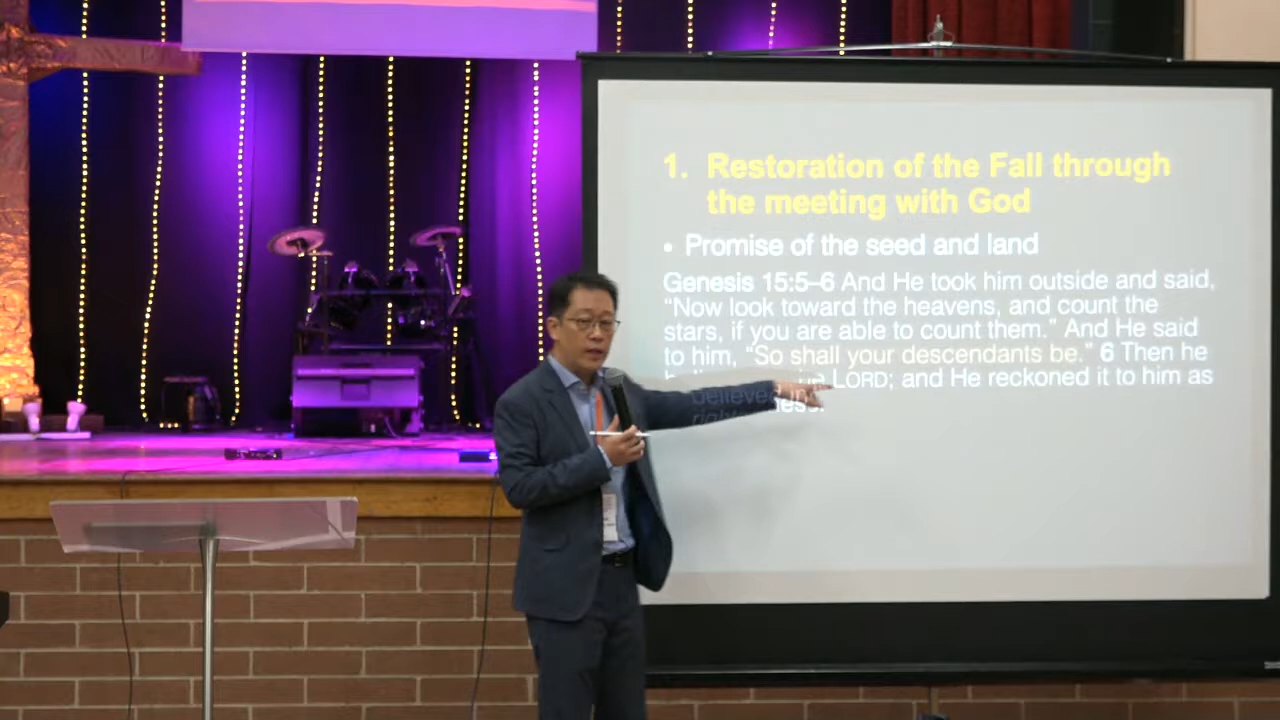 1. Restoration of the Fall through
the meeting with God
• Promise of the seed and land
Genesis 15:5–6 And He took him outside and said,
“Now look toward the heavens, and count the
stars, if you are able to count them.” And He said
to him, “So shall your descendants be.” 6 Then he
believed in the LORD; and He reckoned it to him as